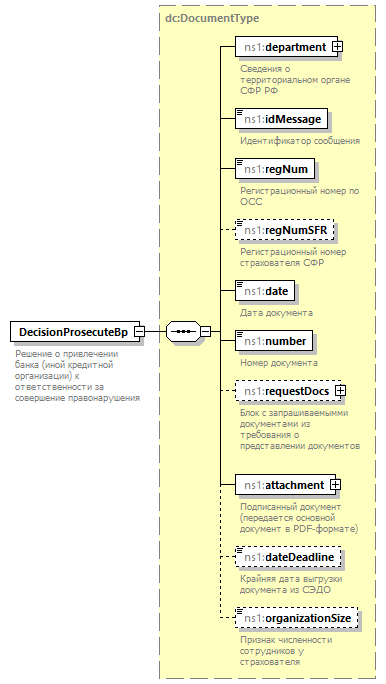 dc:DocumentType
ns1:department
Сведения о
территориальном органе
СФР РФ
ns1:idMessage
Идентификатор сообщения
ns1:regNum
Регистрационный номер по
ОСС
ns1:regNumSFR
Регистрационный номер
страхователя СФР
ns1:date
Дата документа
DecisionProsecuteBp
Решение о привлечении
банка (иной кредитной
организации) к
ответственности за
совершение правонарушения
ns1:number
Номер документа
ns1:requestDocs
Блок с запрашиваемымми
документами из
требования о
представлении документов
ns1:attachment
Подписанный документ
(передается основной
документ в PDF-формате)
ns1:dateDeadline
Крайняя дата выгрузки
документа из СЭДО
ns1:organizationSize
Признак численности
сотрудников у
страхователя